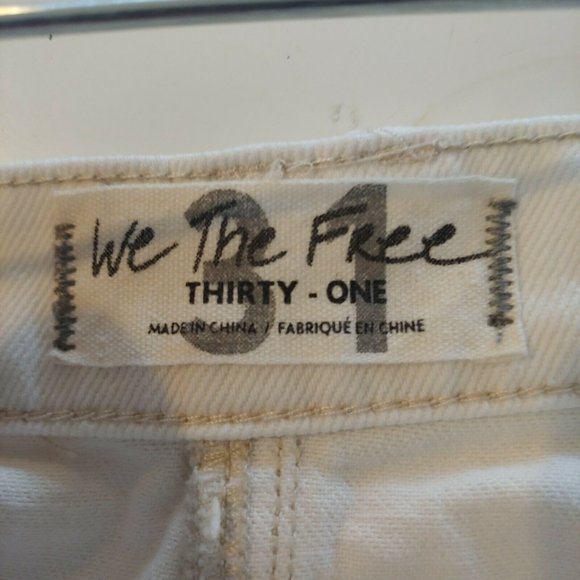 31
We The Free
THIRTY - ONE
MADE IN CHINA / FABRIQUÉ EN CHINE